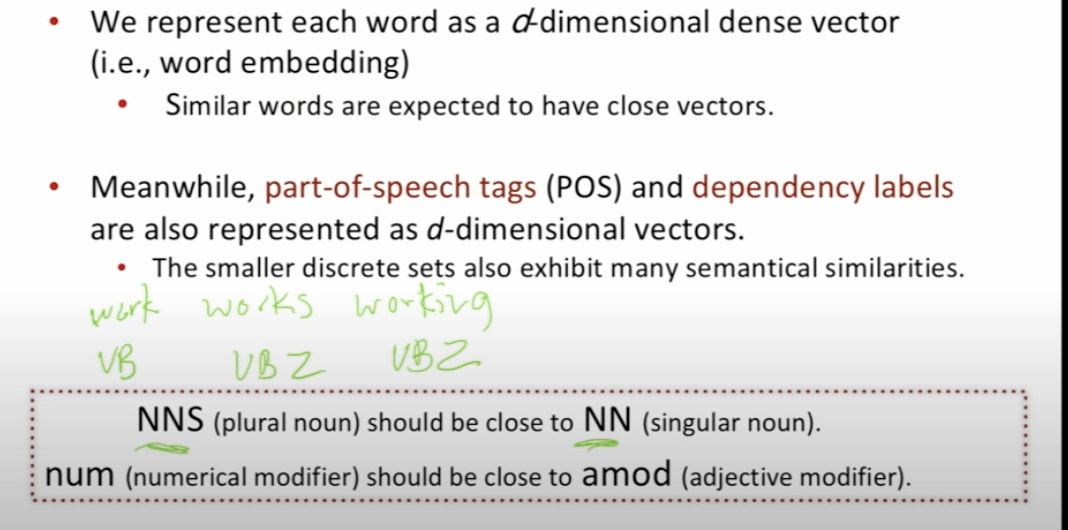 • We represent each word as a d-dimensional dense vector
(i.e., word embedding)
• Similar words are expected to have close vectors.
• Meanwhile, part-of-speech tags (POS) and dependency labels
are also represented as d-dimensional vectors.
• The smaller discrete sets also exhibit many semantical similarities.
work works working
VB VBZ VBZ
NNS (plural noun) should be close to NN (singular noun).
num (numerical modifier) should be close to amod (adjective modifier).